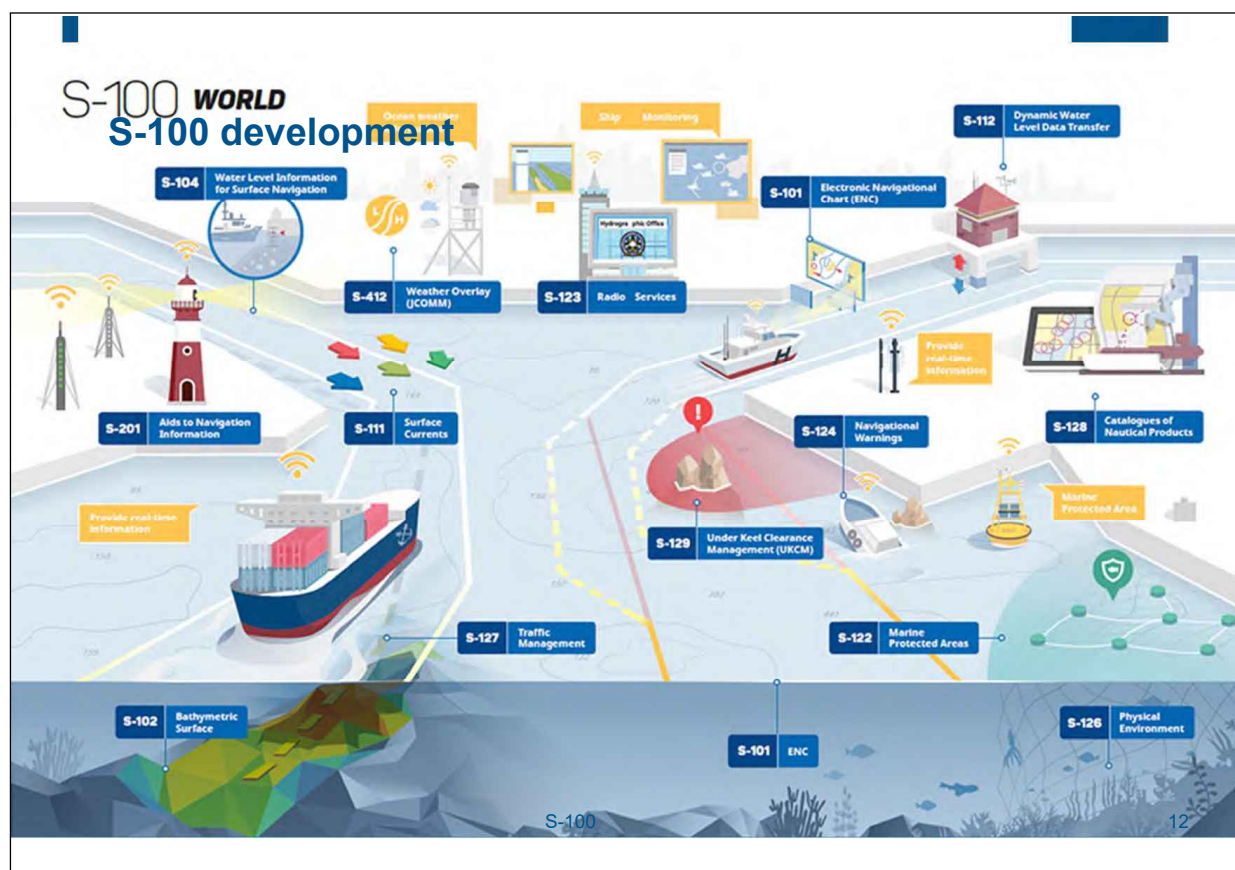 S-100 WORLD
S-100 development
Ocean weather
Ship Monitoring
S-112
Dynamic Water
Level Data Transfer
S-104
Water Level Information
for Surface Navigation
S-101
Electronic Navigational
Chart (ENC)
Hydrogra phic Office
S-412
Weather Overlay
(JCOMM)
S-123
Radio Services
Provide
real-time
information
S-201
Aids to Navigation
Information
S-111
Surface
Currents
S-124
Navigational
Warnings
S-128
Catalogues of
Nautical Products
Provide real-time
information
Marine
Protected Area
S-129
Under Keel Clearance
Management (UKCM)
S-127
Traffic
Management
S-122
Marine
Protected Areas
S-102
Bathymetric
Surface
S-101
ENC
S-126
Physical
Environment
S-100
12